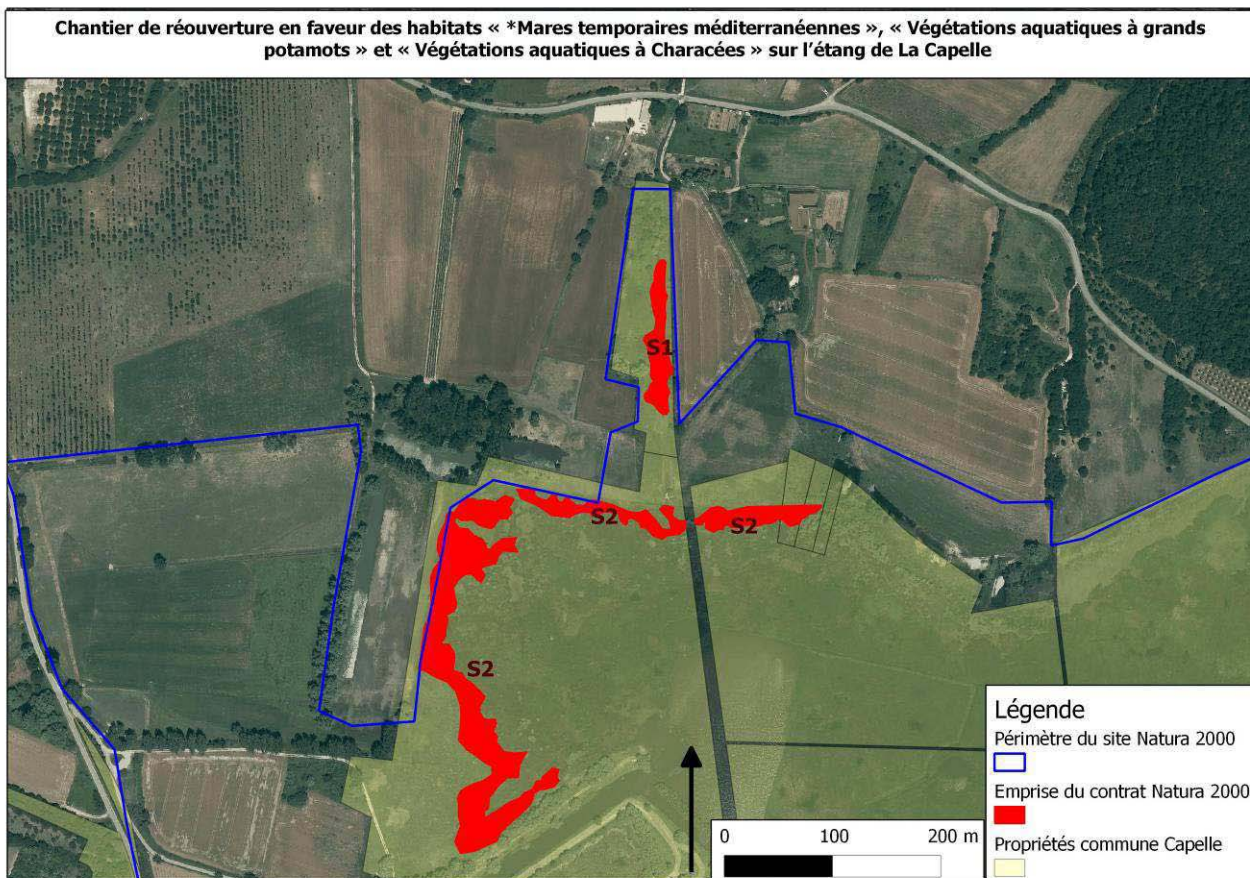 Chantier de réouverture en faveur des habitats « *Mares temporaires méditerranéennes », « Végétations aquatiques à grands
potamots » et « Végétations aquatiques à Characées » sur l’étang de La Capelle
S1
S2
S2
S2
Légende
Périmètre du site Natura 2000
Emprise du contrat Natura 2000
Propriétés commune Capelle
0 100 200 m